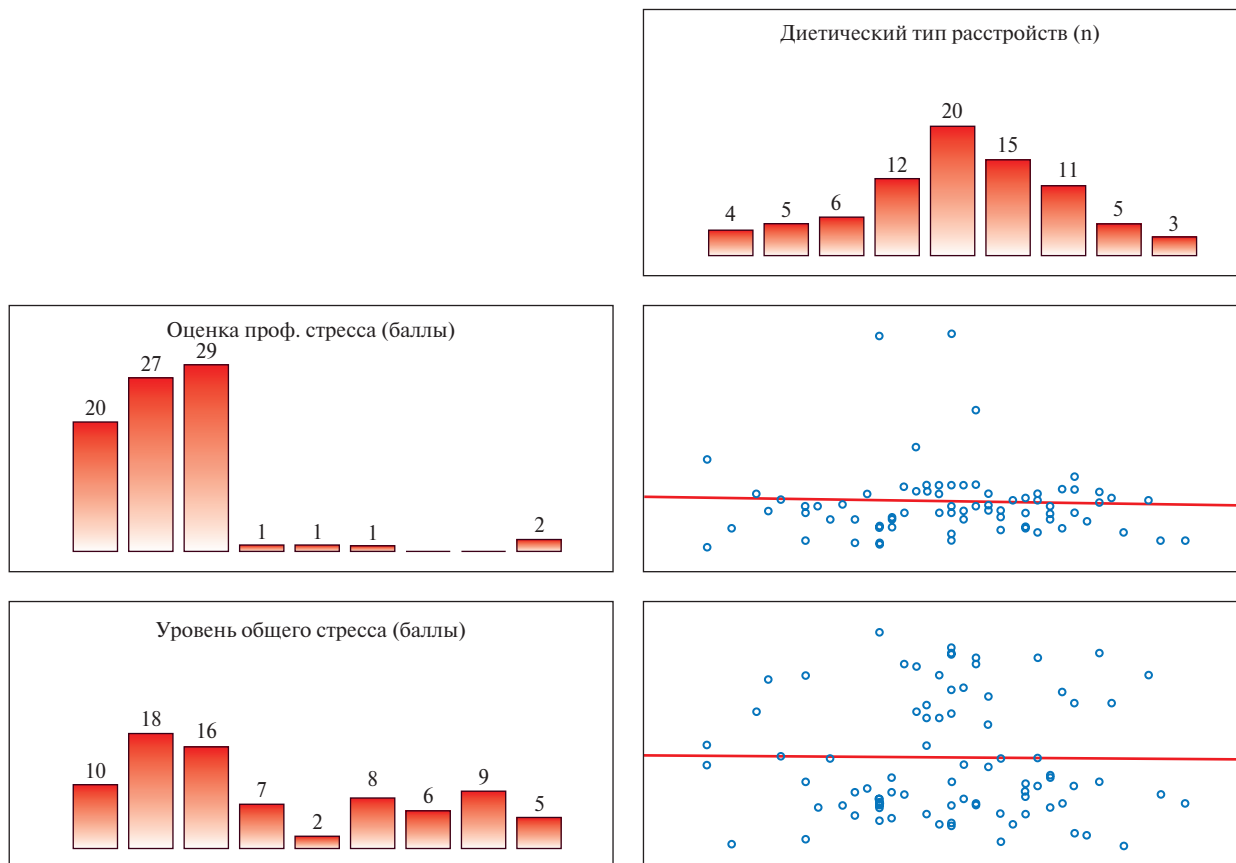 Диетический тип расстройств (n)
4 5 6 12 20 15 11 5 3
Оценка проф. стресса (баллы)
20 27 29 1 1 1 2
Уровень общего стресса (баллы)
10 18 16 7 2 8 6 9 5